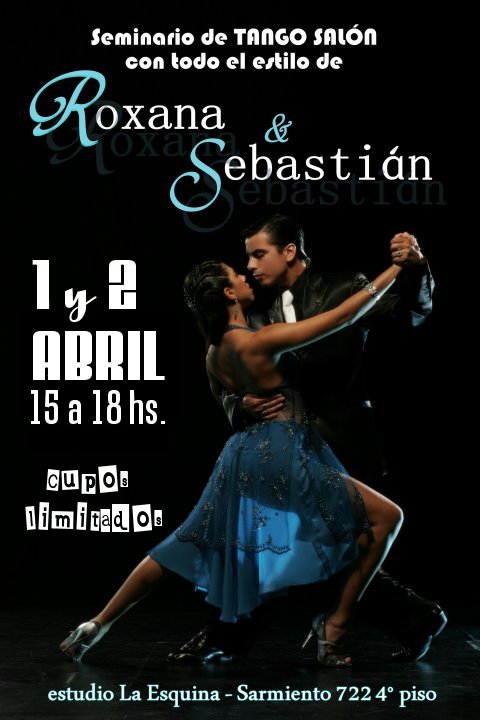 Seminario de TANGO SALÓN
con todo el estilo de
Roxana
&
Sebastián
1 y 2
ABRIL
15 a 18 hs.
cupos
limitados
estudio La Esquina - Sarmiento 722 4° piso